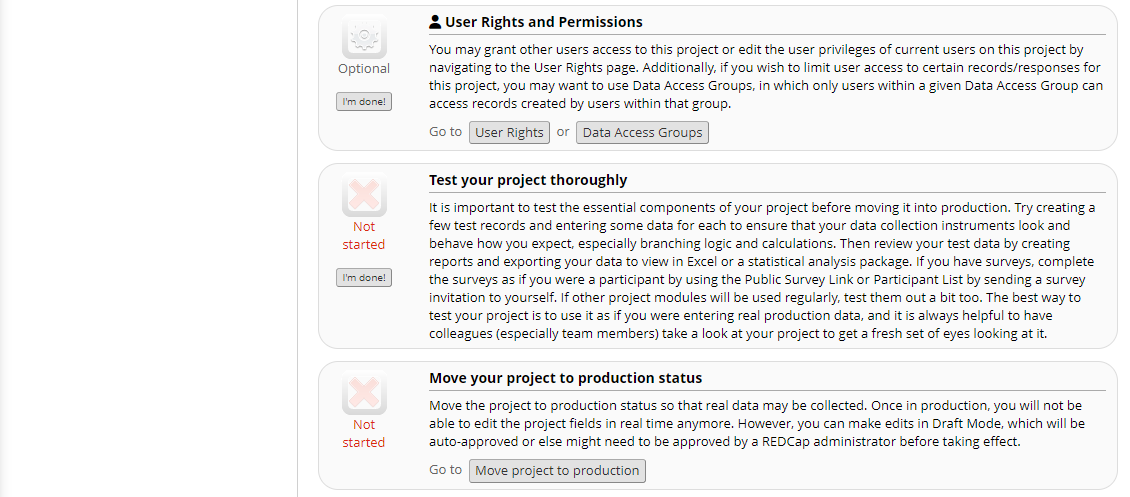 User Rights and Permissions
Optional
I'm done!
You may grant other users access to this project or edit the user privileges of current users on this project by
navigating to the User Rights page. Additionally, if you wish to limit user access to certain records/responses for
this project, you may want to use Data Access Groups, in which only users within a given Data Access Group can
access records created by users within that group.
Go to User Rights or Data Access Groups
Test your project thoroughly
Not
started
I'm done!
It is important to test the essential components of your project before moving it into production. Try creating a
few test records and entering some data for each to ensure that your data collection instruments look and
behave how you expect, especially branching logic and calculations. Then review your test data by creating
reports and exporting your data to view in Excel or a statistical analysis package. If you have surveys, complete
the surveys as if you were a participant by using the Public Survey Link or Participant List by sending a survey
invitation to yourself. If other project modules will be used regularly, test them out a bit too. The best way to
test your project is to use it as if you were entering real production data, and it is always helpful to have
colleagues (especially team members) take a look at your project to get a fresh set of eyes looking at it.
Move your project to production status
Not
started
Move the project to production status so that real data may be collected. Once in production, you will not be
able to edit the project fields in real time anymore. However, you can make edits in Draft Mode, which will be
auto-approved or else might need to be approved by a REDCap administrator before taking effect.
Go to Move project to production